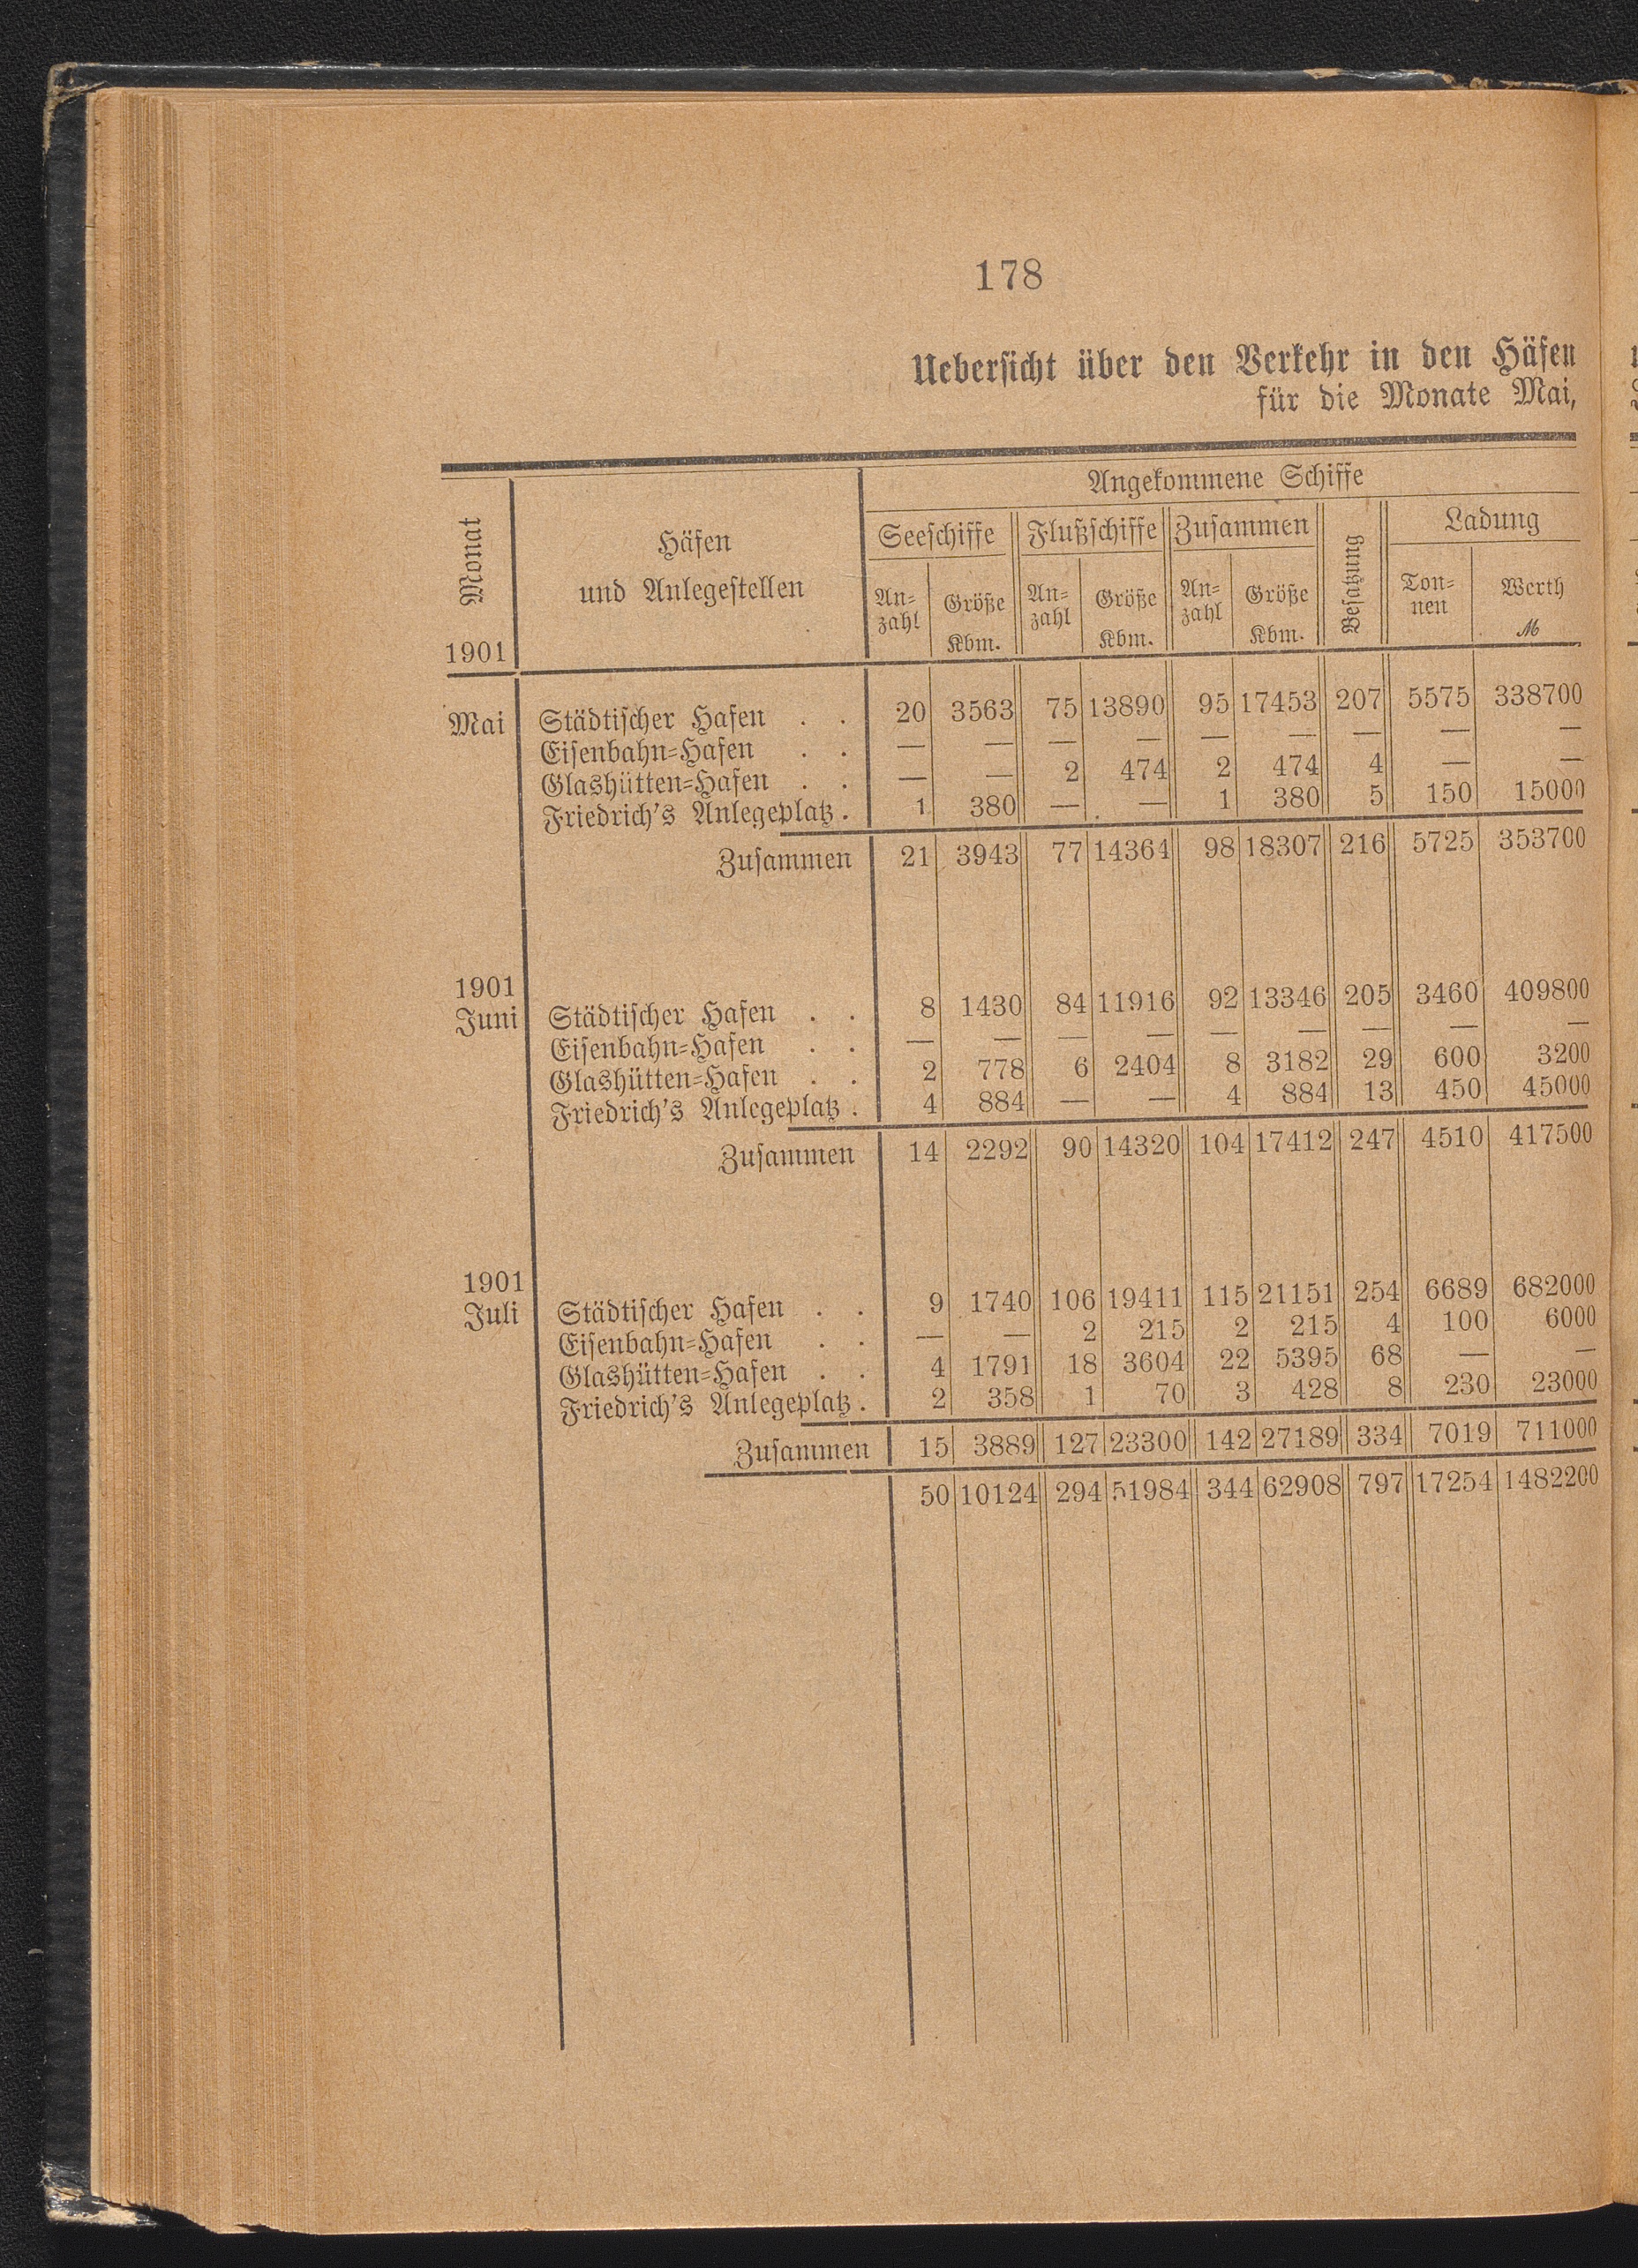 178
Uebersicht über den Verkehr in den Häfen
für die Monate Mai,
Angekommene Schiffe
Monat
1901
Häfen
und Anlegestellen
Seeschiffe Flußschiffe Zusammen Besatzung Ladung
An-
zahl Größe
Kbm. An-
zahl Größe
Kbm. An-
zahl Größe
Kbm. Ton-
nen Werth
ℳ
Mai Städtischer Hafen . . 20 3563 75 13890 95 17453 207 5575 338700
Eisenbahn=Hafen . . — — — — — — — — —
Glashütten=Hafen . . — — 2 474 2 474 4 — —
Friedrich's Anlegeplatz . 1 380 — — 1 380 5 150 15000
Zusammen 21 3943 77 14364 98 18307 216 5725 353700
1901
Juni Städtischer Hafen . . 8 1430 84 11916 92 13346 205 3460 409800
Eisenbahn=Hafen . . — — — — — — — — —
Glashütten=Hafen . . 2 778 6 2404 8 3182 29 600 3200
Friedrich's Anlegeplatz . 4 884 — — 4 884 13 450 45000
Zusammen 14 2292 90 14320 104 17412 247 4510 417500
1901
Juli Städtischer Hafen . . 9 1740 106 19411 115 21151 254 6689 682000
Eisenbahn=Hafen . . — — 2 215 2 215 4 100 6000
Glashütten=Hafen . . 4 1791 18 3604 22 5395 68 — —
Friedrich's Anlegeplatz . 2 358 1 70 3 428 8 230 23000
Zusammen 15 3889 127 23300 142 27189 334 7019 711000
50 10124 294 51984 344 62908 797 17254 1482200